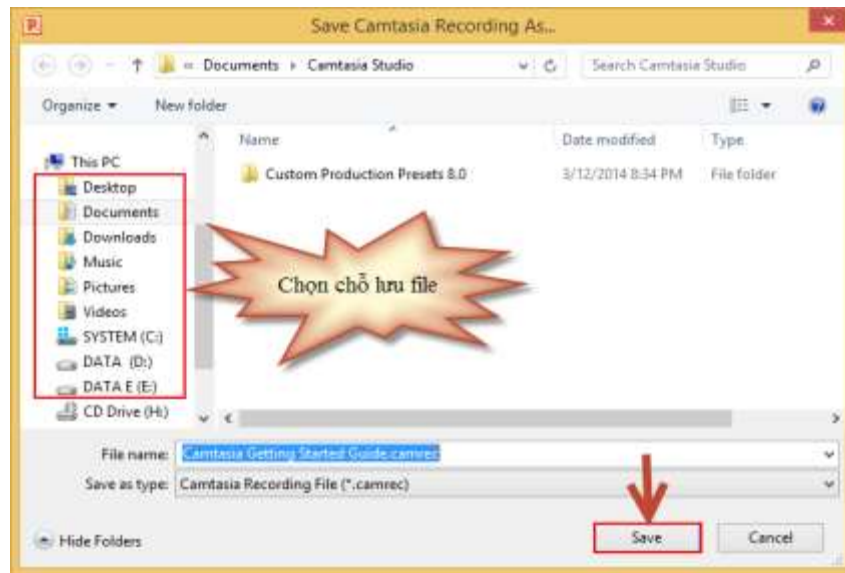 Save Camtasia Recording As...
« Documents › Camtasia Studio
Search Camtasia Studio
Organize
New folder
Name
Date modified
Type
Custom Production Presets 8.0
3/12/2014 8:34 PM
File folder
This PC
Desktop
Documents
Downloads
Music
Pictures
Videos
SYSTEM (C:)
DATA (D:)
DATA E (E:)
CD Drive (H:)
Chọn chỗ lưu file
File name: Camtasia Getting Started Guide.camrec
Save as type: Camtasia Recording File (*.camrec)
Hide Folders
Save
Cancel